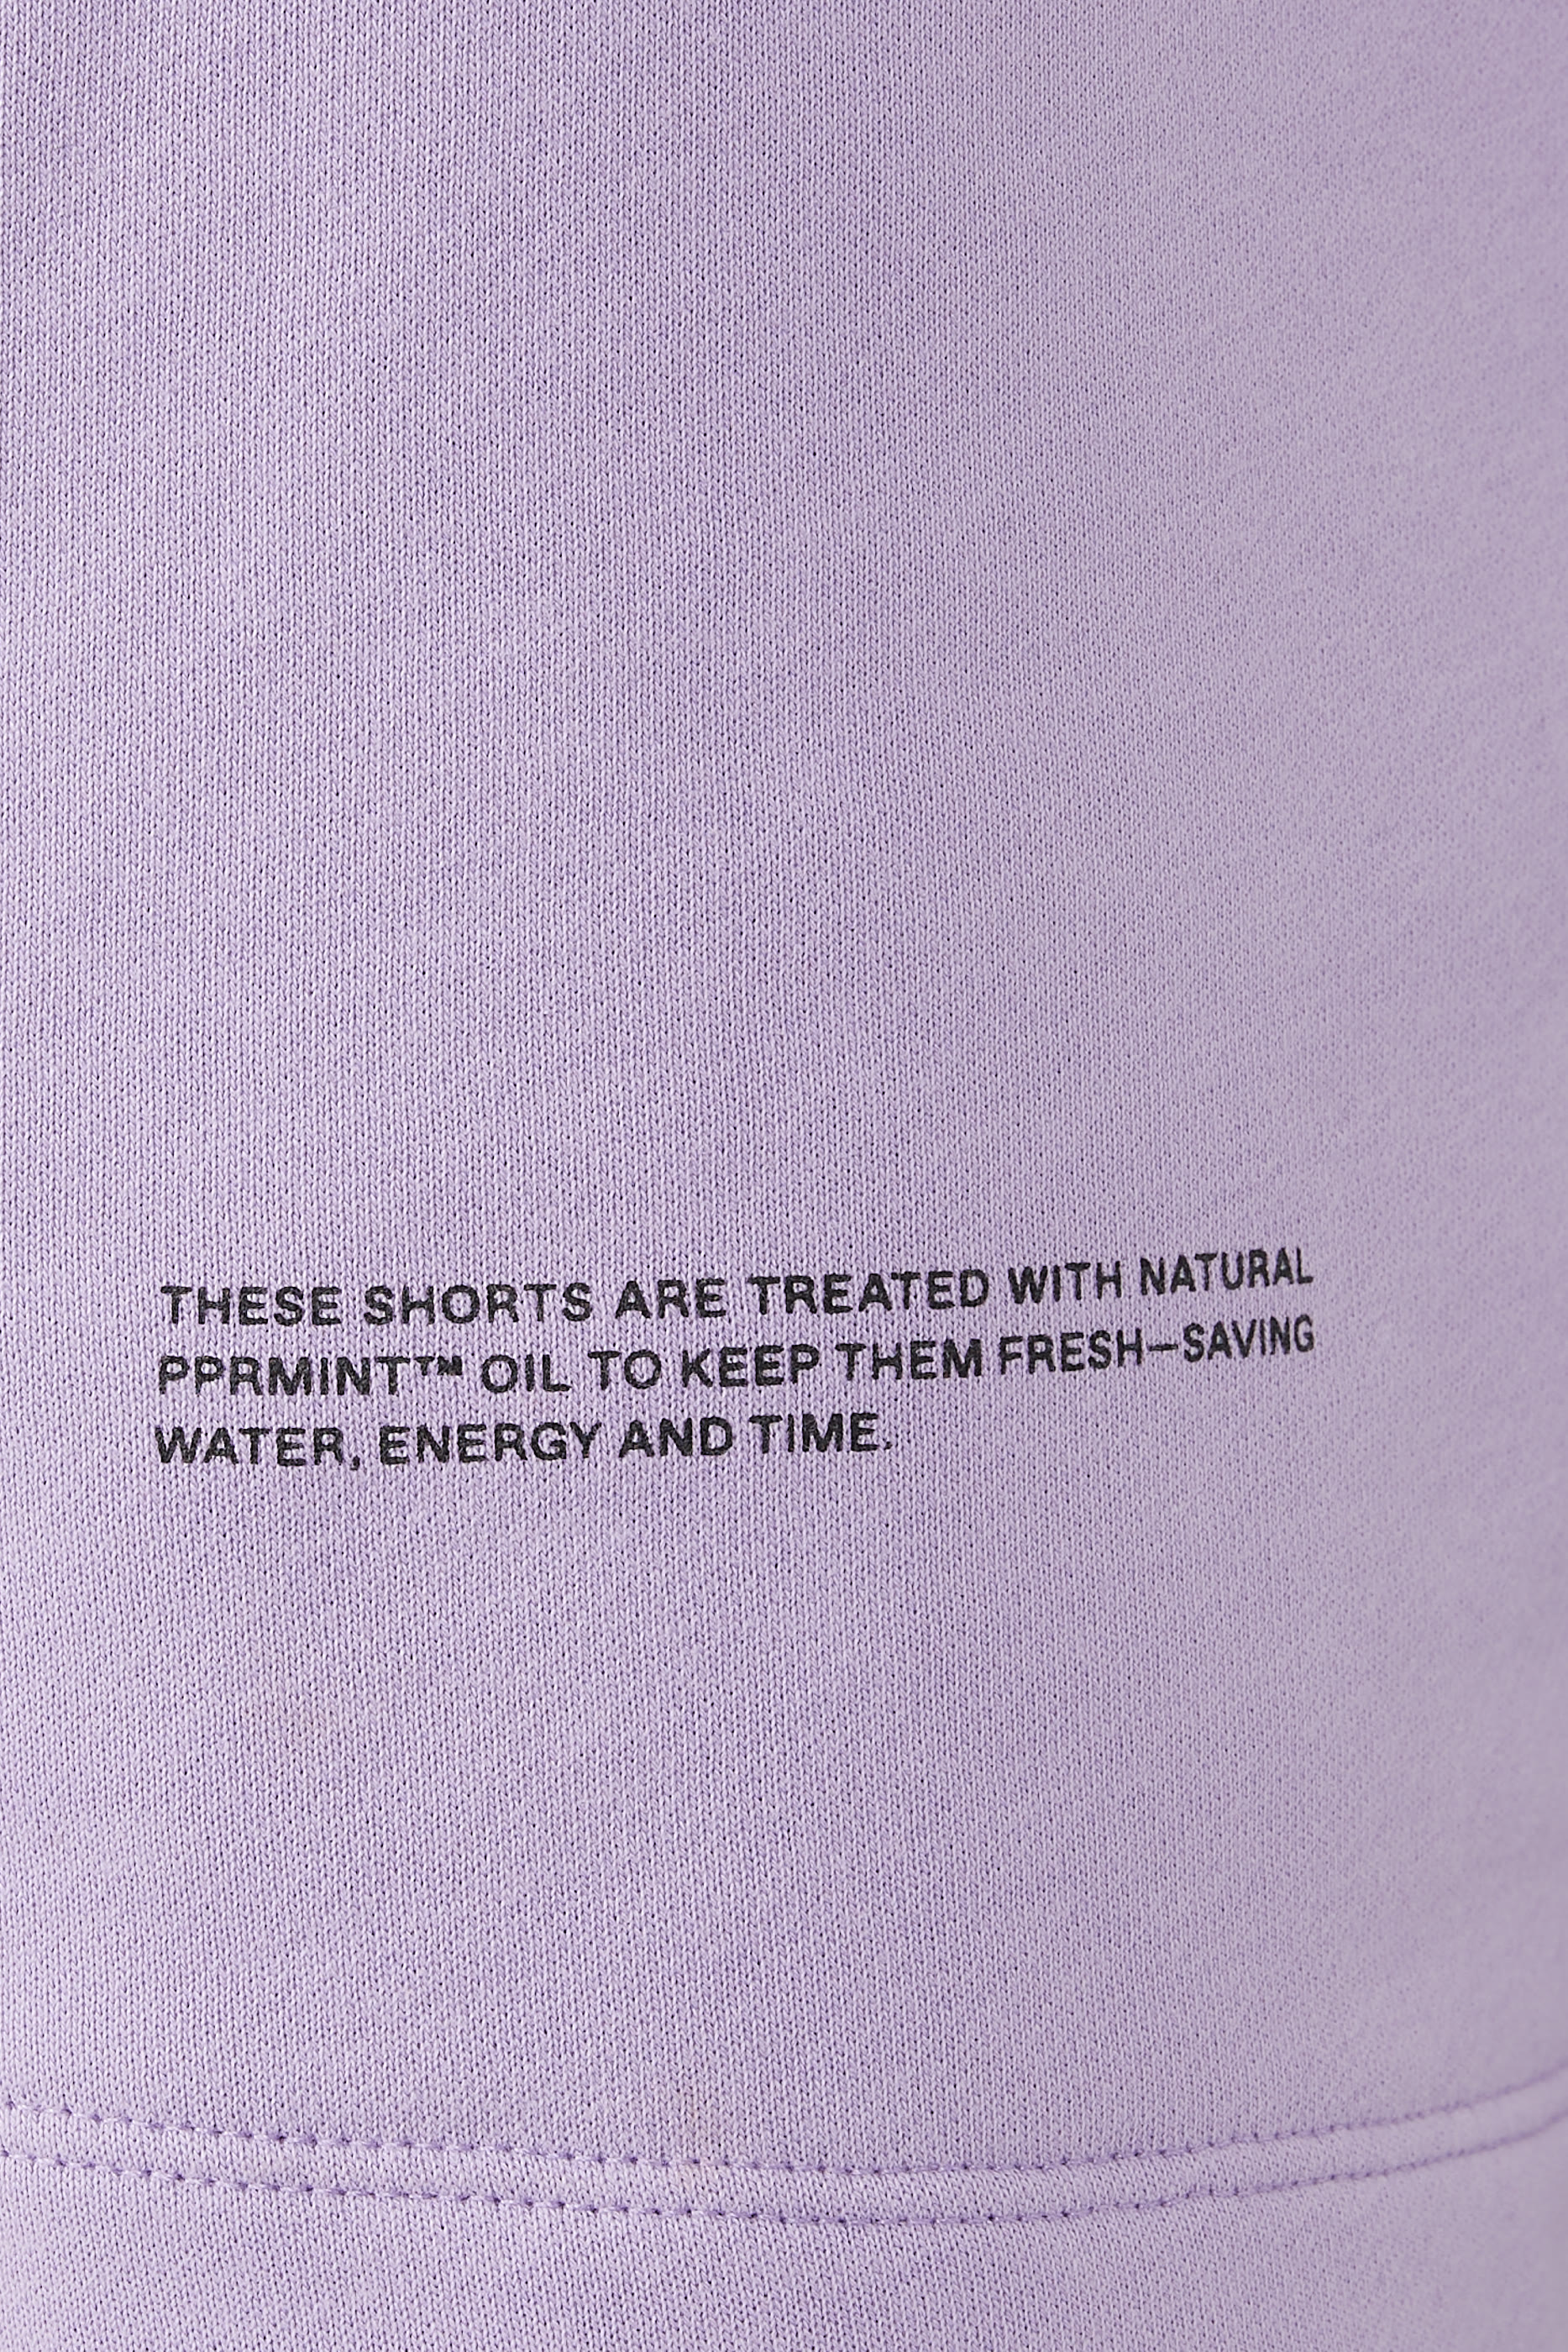 THESE SHORTS ARE TREATED WITH NATURAL
PPRMINT™ OIL TO KEEP THEM FRESH—SAVING
WATER, ENERGY AND TIME.